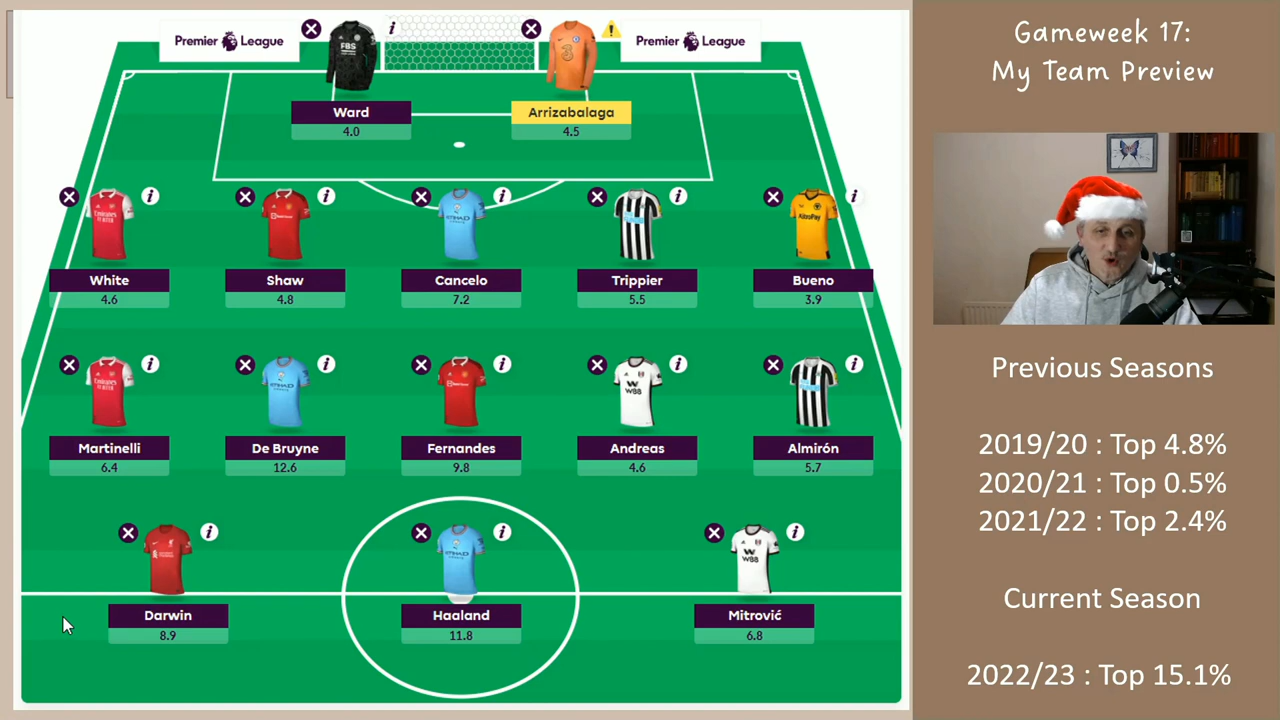 Gameweek 17:
My Team Preview
Premier League
Premier League
FBS
3
Ward
Arrizabalaga
4.0
4.5
White
Shaw
Cancelo
Trippier
Bueno
4.6
4.8
7.2
5.5
3.9
Martinelli
De Bruyne
Fernandes
Andreas
Almirón
6.4
12.6
9.8
4.6
5.7
Darwin
Haaland
Mitrović
8.9
11.8
6.8
Previous Seasons
2019/20 : Top 4.8%
2020/21 : Top 0.5%
2021/22 : Top 2.4%
Current Season
2022/23 : Top 15.1%